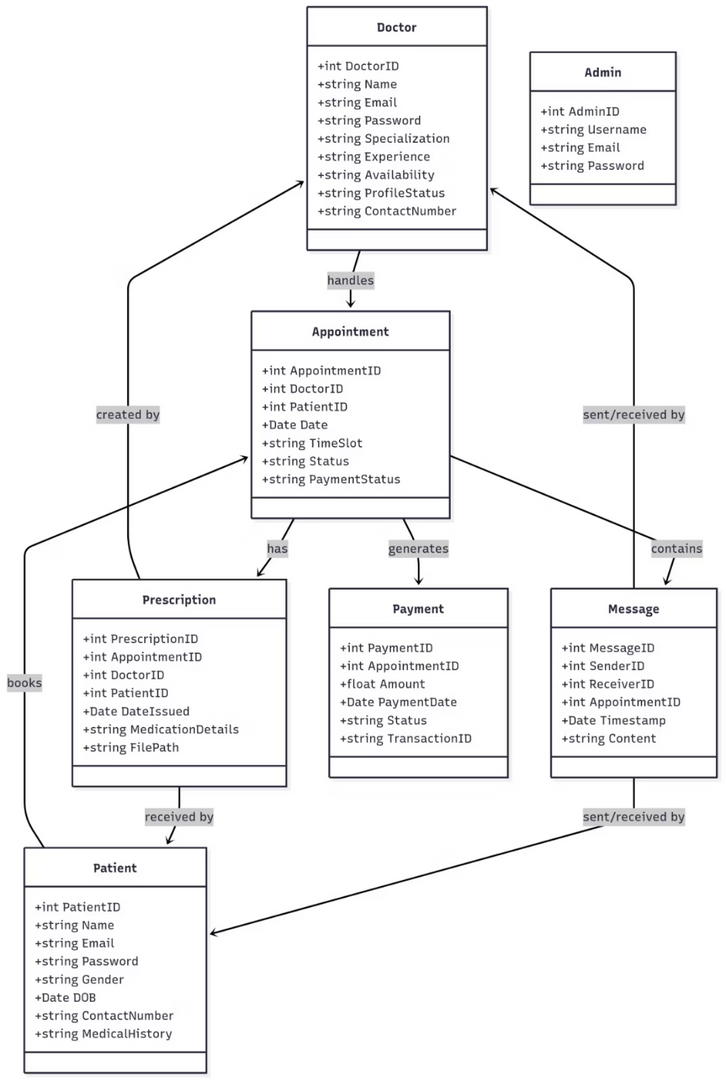 Doctor
+int DoctorID
+string Name
+string Email
+string Password
+string Specialization
+string Experience
+string Availability
+string ProfileStatus
+string ContactNumber
Admin
+int AdminID
+string Username
+string Email
+string Password
handles
Appointment
+int AppointmentID
+int DoctorID
+int PatientID
+Date Date
+string TimeSlot
+string Status
+string PaymentStatus
created by
sent/received by
has
generates
contains
Prescription
+int PrescriptionID
+int AppointmentID
+int DoctorID
+int PatientID
+Date DateIssued
+string MedicationDetails
+string FilePath
Payment
+int PaymentID
+int AppointmentID
+float Amount
+Date PaymentDate
+string Status
+string TransactionID
Message
+int MessageID
+int SenderID
+int ReceiverID
+int AppointmentID
+Date Timestamp
+string Content
books
received by
sent/received by
Patient
+int PatientID
+string Name
+string Email
+string Password
+string Gender
+Date DOB
+string ContactNumber
+string MedicalHistory